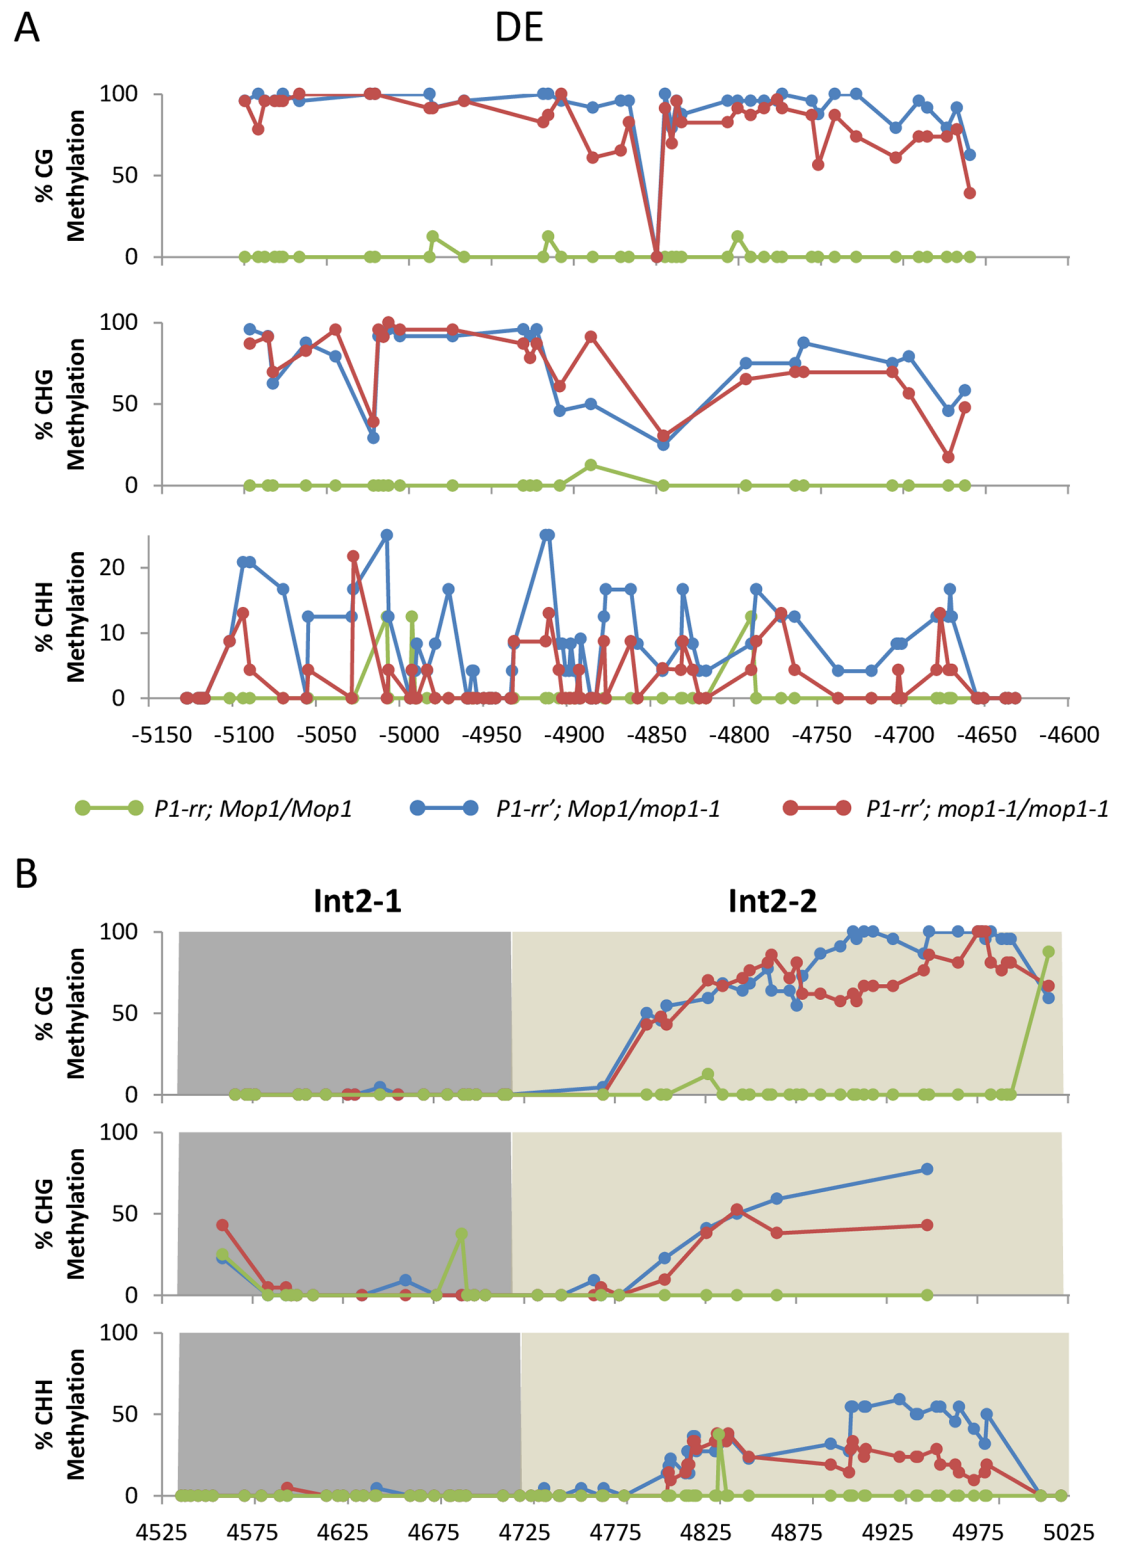 A
DE
% CG
Methylation
100
50
0
% CHG
Methylation
100
50
0
% CHH
Methylation
20
10
0
-5150 -5100 -5050 -5000 -4950 -4900 -4850 -4800 -4750 -4700 -4650 -4600
P1-rr; Mop1/Mop1 P1-rr′; Mop1/mop1-1 P1-rr′; mop1-1/mop1-1
B
Int2-1 Int2-2
% CG
Methylation
100
50
0
% CHG
Methylation
100
50
0
% CHH
Methylation
100
50
0
4525 4575 4625 4675 4725 4775 4825 4875 4925 4975 5025